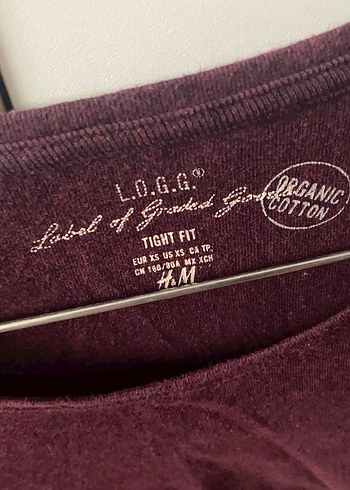 L.O.G.G.®
Label of Graded Goods
ORGANIC
COTTON
TIGHT FIT
EUR XS US XS CA TP.
CN 160/80A MX XCH
H&M